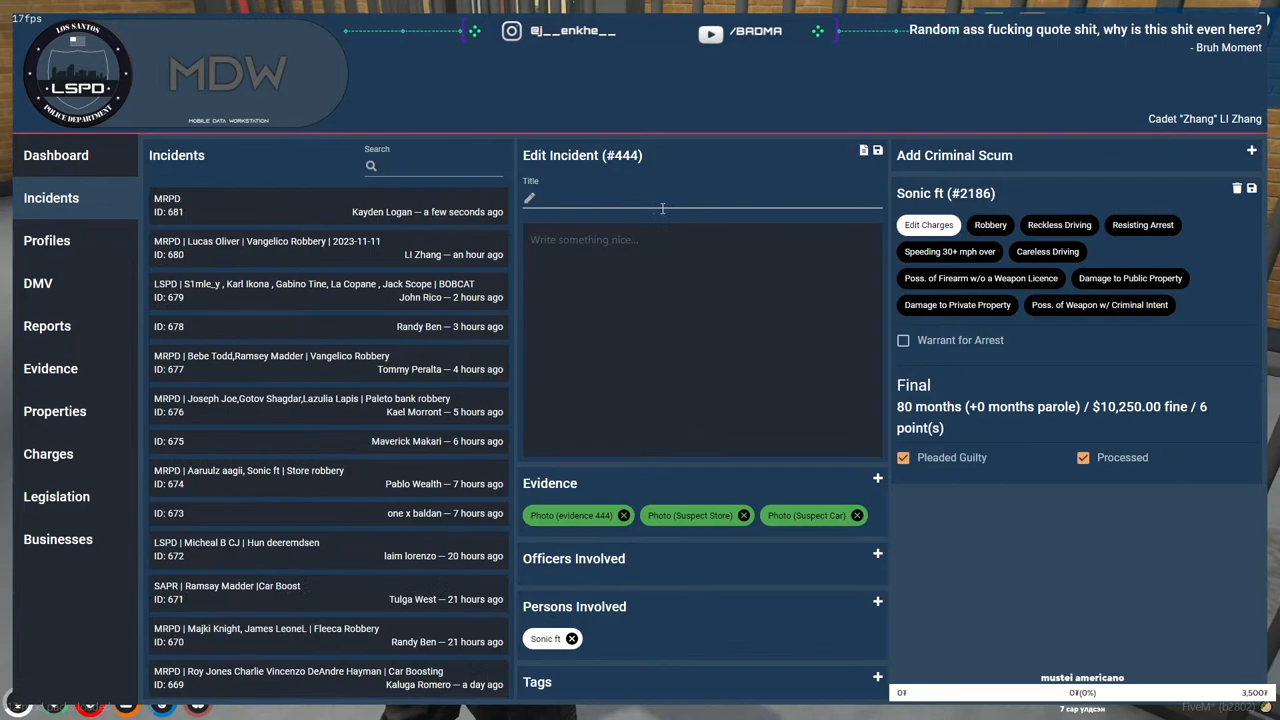 17fps
LOS SANTOS
LSPD
POLICE DEPARTMENT
MDW
MOBILE DATA WORKSTATION
@j__enkhe__
/BADMA
Random ass fucking quote shit, why is this shit even here?
- Bruh Moment
Cadet "Zhang" LI Zhang
Dashboard
Incidents
Profiles
DMV
Reports
Evidence
Properties
Charges
Legislation
Businesses
Incidents
Search
MRPD
ID: 681 Kayden Logan — a few seconds ago
MRPD | Lucas Oliver | Vangelico Robbery | 2023-11-11
ID: 680 LI Zhang — an hour ago
LSPD | S1mle_y , Karl Ikona , Gabino Tine, La Copane , Jack Scope | BOBCAT
ID: 679 John Rico — 2 hours ago
ID: 678 Randy Ben — 3 hours ago
MRPD | Bebe Todd,Ramsey Madder | Vangelico Robbery
ID: 677 Tommy Peralta — 4 hours ago
MRPD | Joseph Joe,Gotov Shagdar,Lazulia Lapis | Paleto bank robbery
ID: 676 Kael Morront — 5 hours ago
ID: 675 Maverick Makari — 6 hours ago
MRPD | Aaruulz aagii, Sonic ft | Store robbery
ID: 674 Pablo Wealth — 7 hours ago
ID: 673 one x baldan — 7 hours ago
LSPD | Micheal B CJ | Hun deeremdsen
ID: 672 laim lorenzo — 20 hours ago
SAPR | Ramsay Madder |Car Boost
ID: 671 Tulga West — 21 hours ago
MRPD | Majki Knight, James LeoneL | Fleeca Robbery
ID: 670 Randy Ben — 21 hours ago
MRPD | Roy Jones Charlie Vincenzo DeAndre Hayman | Car Boosting
ID: 669 Kaluga Romero — a day ago
Edit Incident (#444)
Title
Write something nice...
Evidence
Photo (evidence 444) Photo (Suspect Store) Photo (Suspect Car)
Officers Involved
Persons Involved
Sonic ft
Tags
Add Criminal Scum
Sonic ft (#2186)
Edit Charges Robbery Reckless Driving Resisting Arrest
Speeding 30+ mph over Careless Driving
Poss. of Firearm w/o a Weapon Licence Damage to Public Property
Damage to Private Property Poss. of Weapon w/ Criminal Intent
Warrant for Arrest
Final
80 months (+0 months parole) / $10,250.00 fine / 6
point(s)
Pleaded Guilty Processed
mustei americano
0₮ 0₮(0%) 3,500₮
7 сар үлдсэн
FiveM* (b2802)